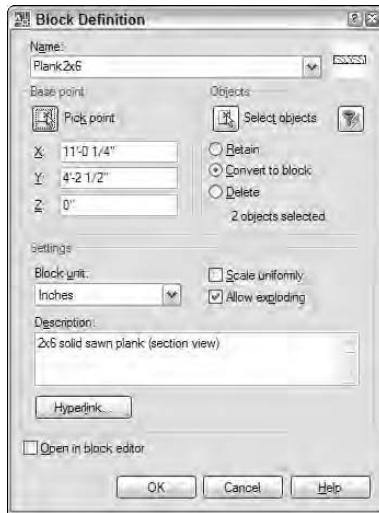 Block Definition
Name:
Plank2x6
Base point
Pick point
X: 11'-0 1/4"
Y: 4'-2 1/2"
Z: 0"
Objects
Select objects
Retain
Convert to block
Delete
2 objects selected
Settings
Block unit:
Inches
Scale uniformly
Allow exploding
Description:
2x6 solid sawn plank (section view)
Hyperlink...
Open in block editor
OK
Cancel
Help